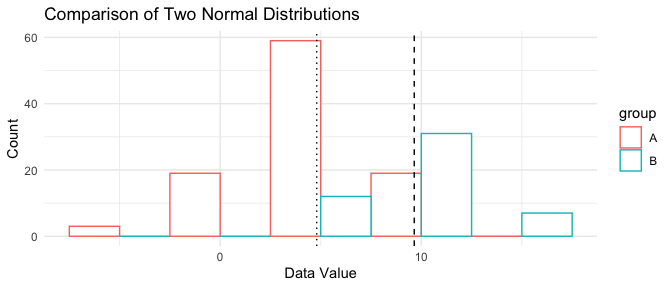 Comparison of Two Normal Distributions
60
40
20
0
Count
0 10
Data Value
group
A
B